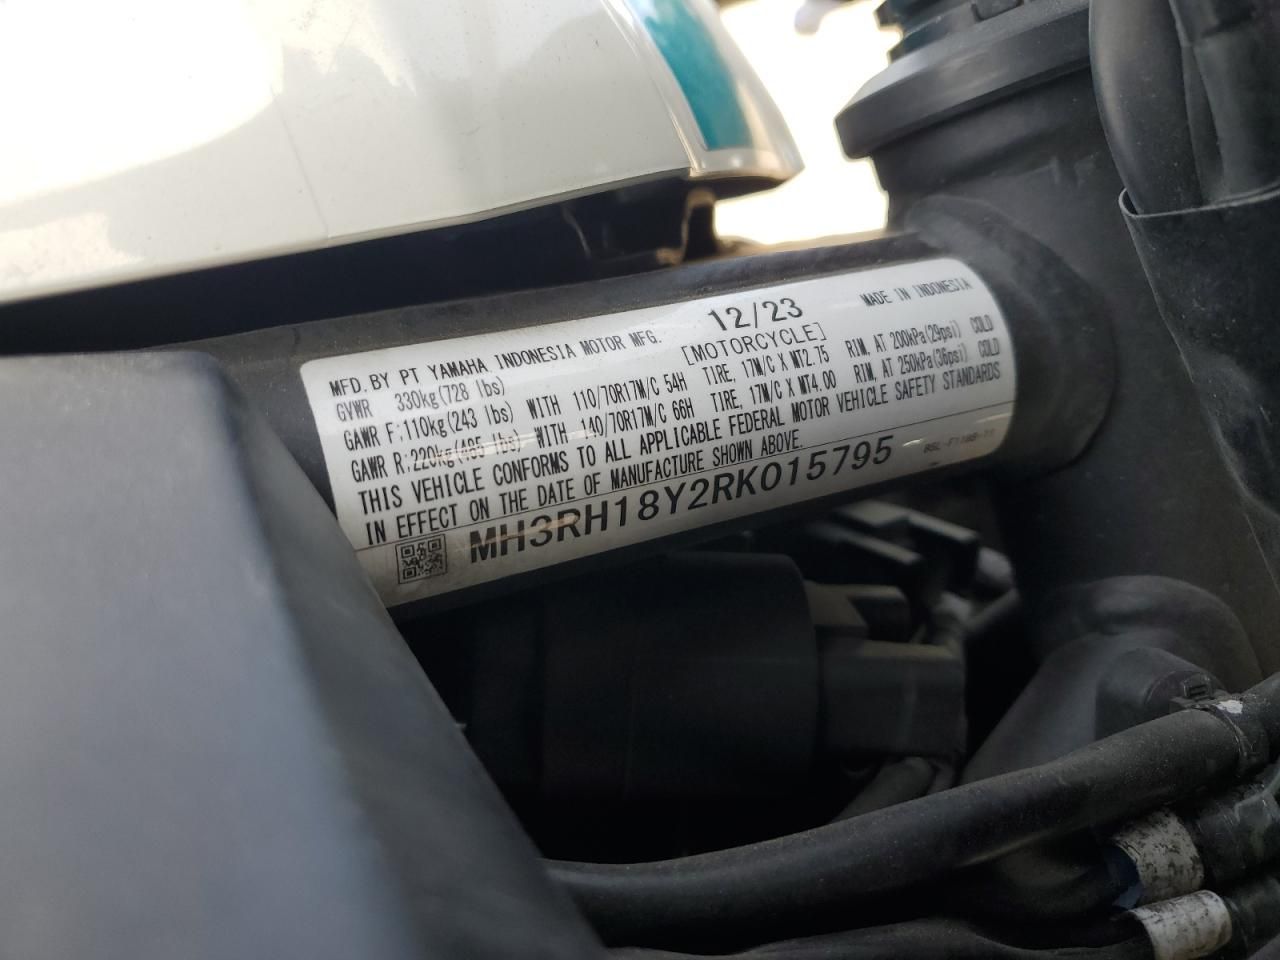 MFD. BY PT YAMAHA INDONESIA MOTOR MFG. 12/23 MADE IN INDONESIA
GVWR 330kg(728 lbs) [MOTORCYCLE]
GAWR F:110kg(243 lbs) WITH 110/70R17M/C 54H TIRE, 17M/C X MT2.75 RIM, AT 200kPa(29psi) COLD
GAWR R:220kg(485 lbs) WITH 140/70R17M/C 66H TIRE, 17M/C X MT4.00 RIM, AT 250kPa(36psi) COLD
THIS VEHICLE CONFORMS TO ALL APPLICABLE FEDERAL MOTOR VEHICLE SAFETY STANDARDS
IN EFFECT ON THE DATE OF MANUFACTURE SHOWN ABOVE.
MH3RH18Y2RK015795